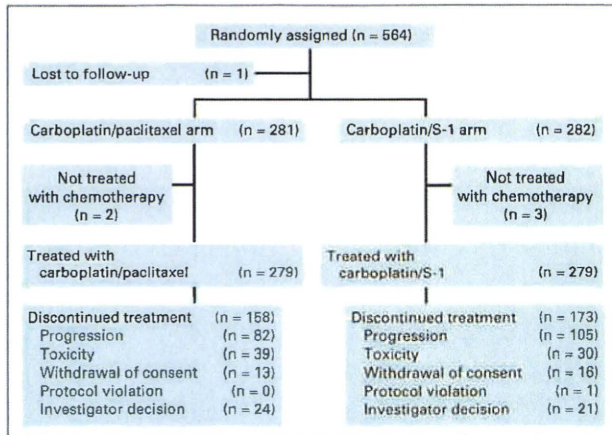 Randomly assigned (n = 564)
Lost to follow-up (n = 1)
Carboplatin/paclitaxel arm (n = 281)
Carboplatin/S-1 arm (n = 282)
Not treated
with chemotherapy
(n = 2)
Not treated
with chemotherapy
(n = 3)
Treated with
carboplatin/paclitaxel (n = 279)
Treated with
carboplatin/S-1 (n = 279)
Discontinued treatment (n = 158)
Progression (n = 82)
Toxicity (n = 39)
Withdrawal of consent (n = 13)
Protocol violation (n = 0)
Investigator decision (n = 24)
Discontinued treatment (n = 173)
Progression (n = 105)
Toxicity (n = 30)
Withdrawal of consent (n = 16)
Protocol violation (n = 1)
Investigator decision (n = 21)